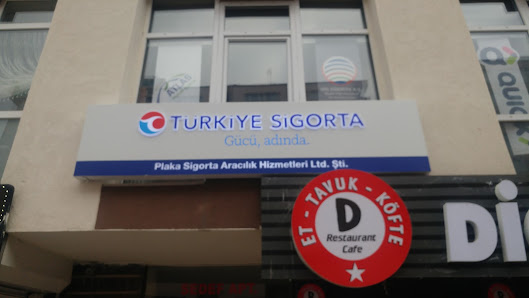 TÜRKİYE SİGORTA
Gücü, adında.
Plaka Sigorta Aracılık Hizmetleri Ltd. Şti.
ET - TAVUK - KÖFTE
D
Restaurant
Cafe
Dİ